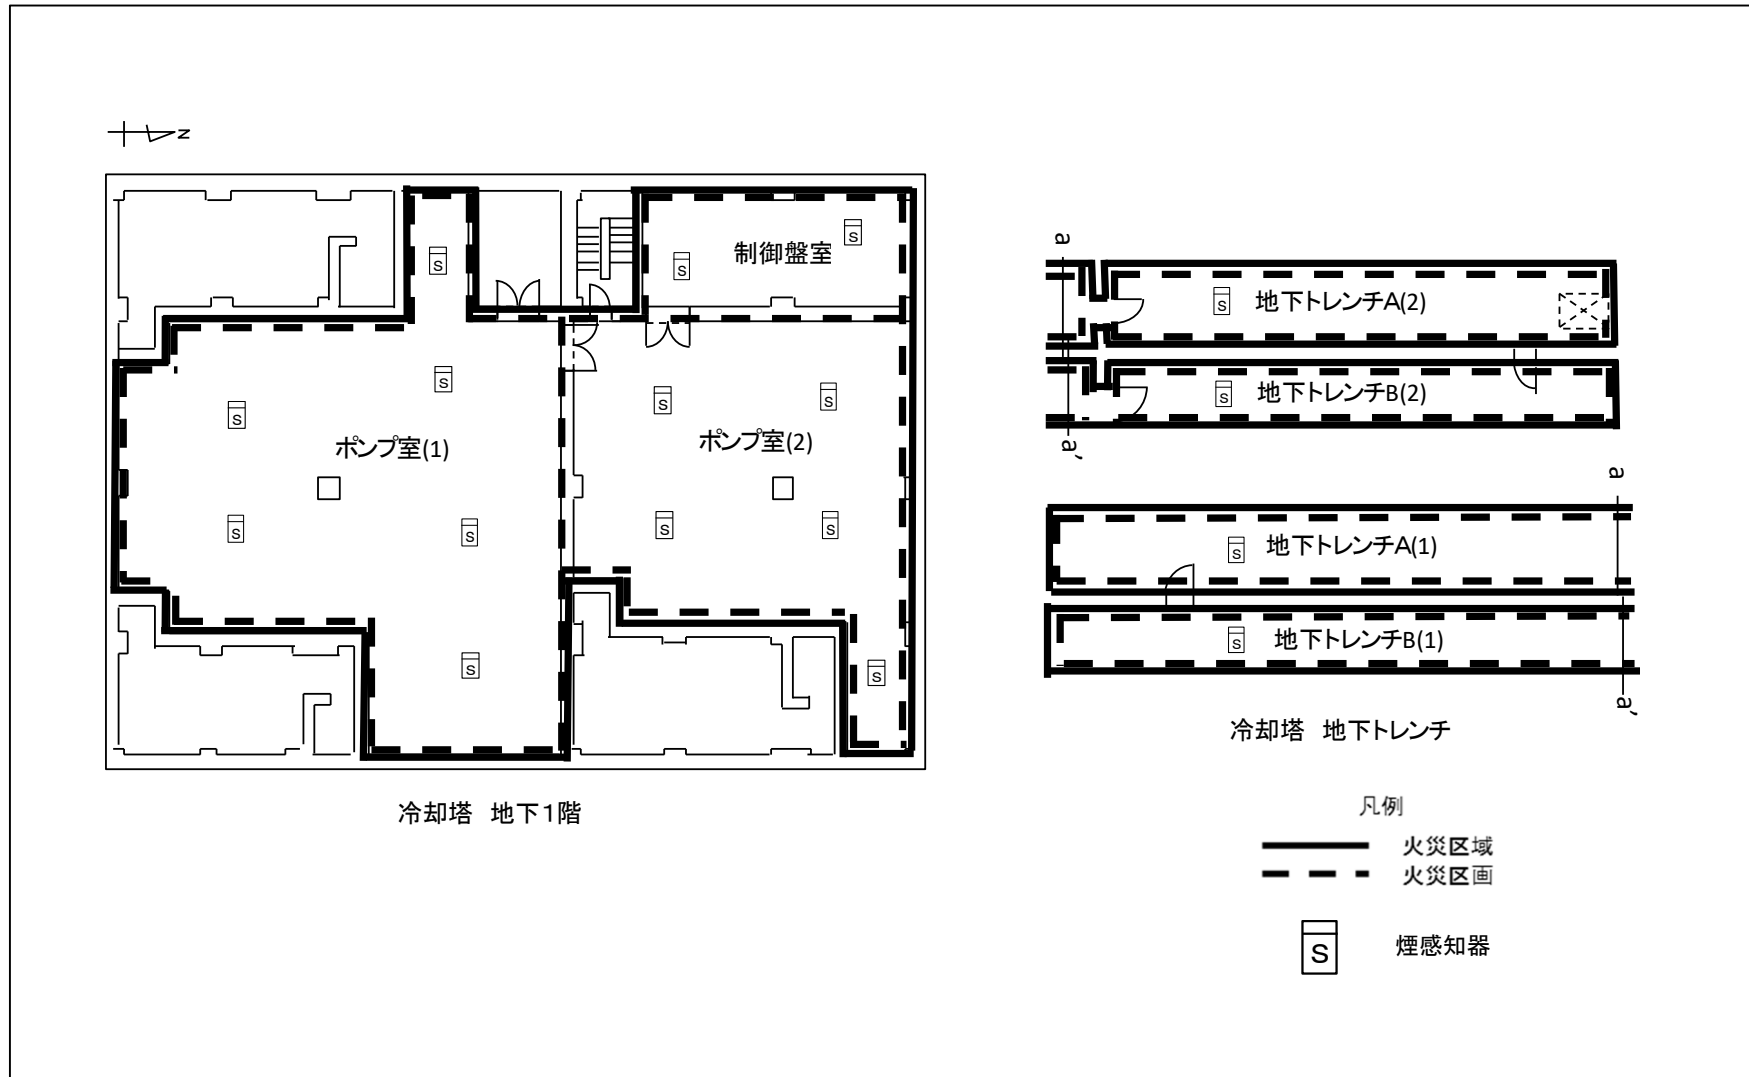 N
制御盤室
S
S
S
S
S
S
S
ポンプ室(1)
ポンプ室(2)
S
S
S
S
S
S
冷却塔 地下1階
a
S
地下トレンチA(2)
S
地下トレンチB(2)
a’
a
S
地下トレンチA(1)
S
地下トレンチB(1)
a’
冷却塔 地下トレンチ
凡例
火災区域
火災区画
S
煙感知器